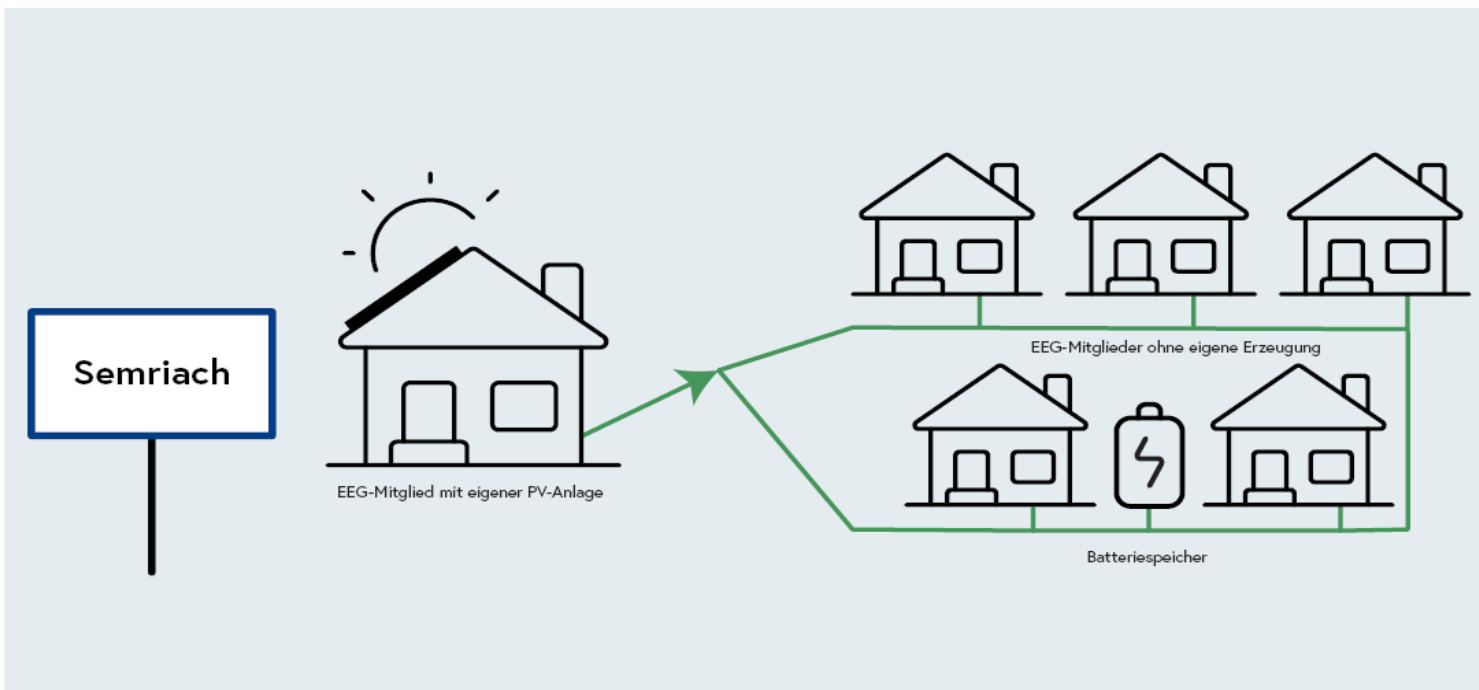 Semriach
EEG-Mitglied mit eigener PV-Anlage
EEG-Mitglieder ohne eigene Erzeugung
Batteriespeicher